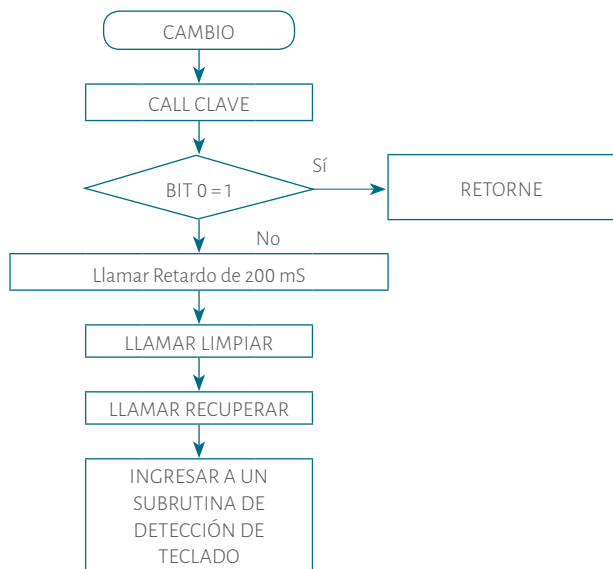 CAMBIO
CALL CLAVE
BIT 0 = 1
Sí
RETORNE
No
Llamar Retardo de 200 mS
LLAMAR LIMPIAR
LLAMAR RECUPERAR
INGRESAR A UN
SUBRUTINA DE
DETECCIÓN DE
TECLADO